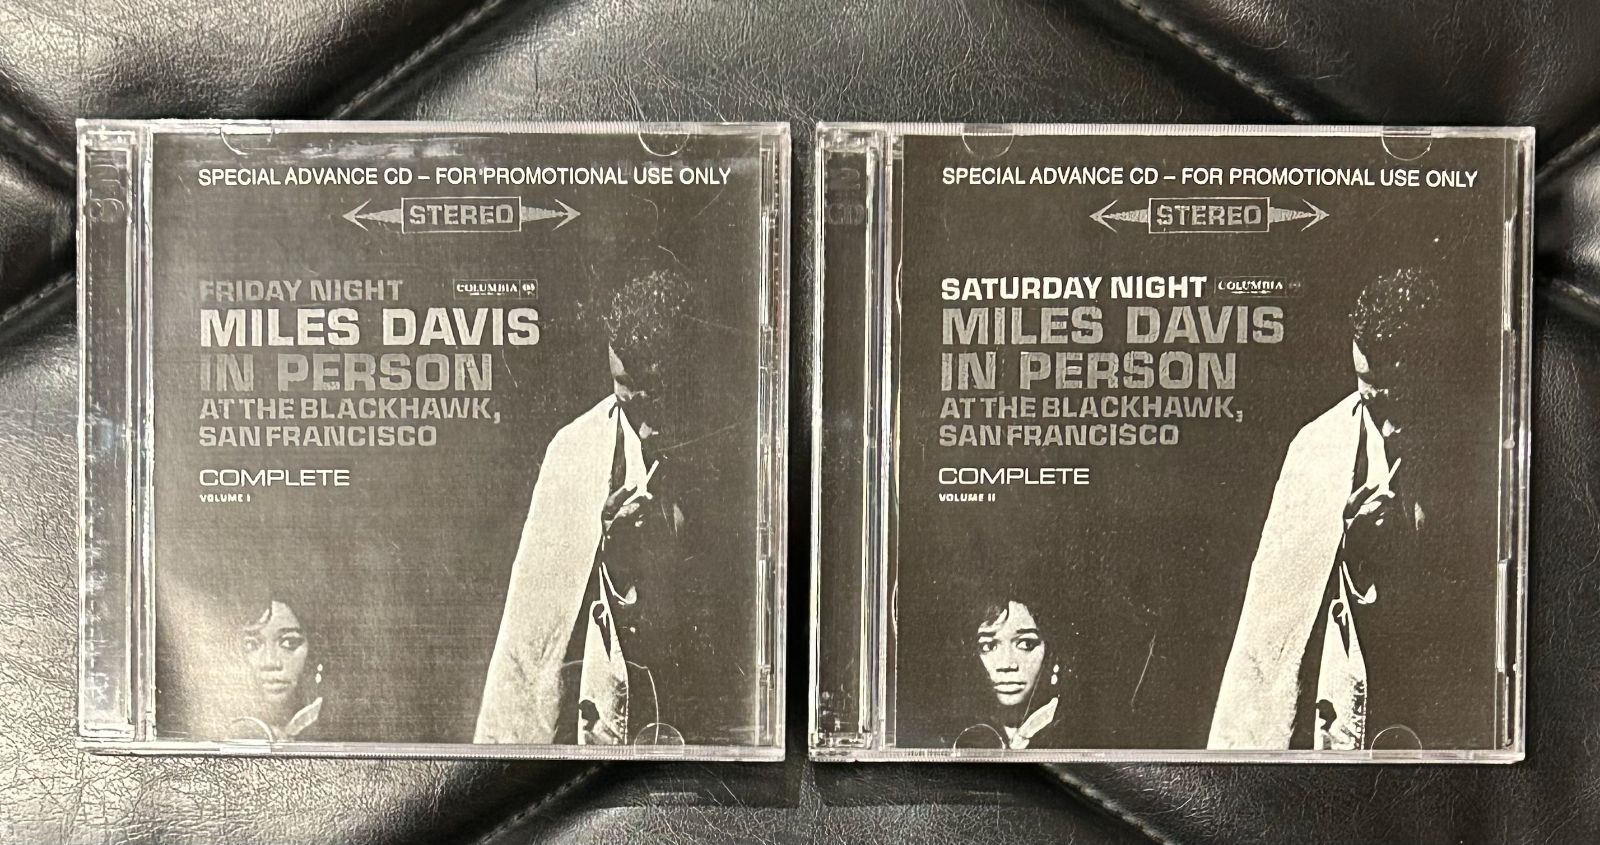 SPECIAL ADVANCE CD – FOR PROMOTIONAL USE ONLY
STEREO
FRIDAY NIGHT
COLUMBIA
MILES DAVIS
IN PERSON
AT THE BLACKHAWK,
SAN FRANCISCO
COMPLETE
VOLUME I
SPECIAL ADVANCE CD – FOR PROMOTIONAL USE ONLY
STEREO
SATURDAY NIGHT
COLUMBIA
MILES DAVIS
IN PERSON
AT THE BLACKHAWK,
SAN FRANCISCO
COMPLETE
VOLUME II